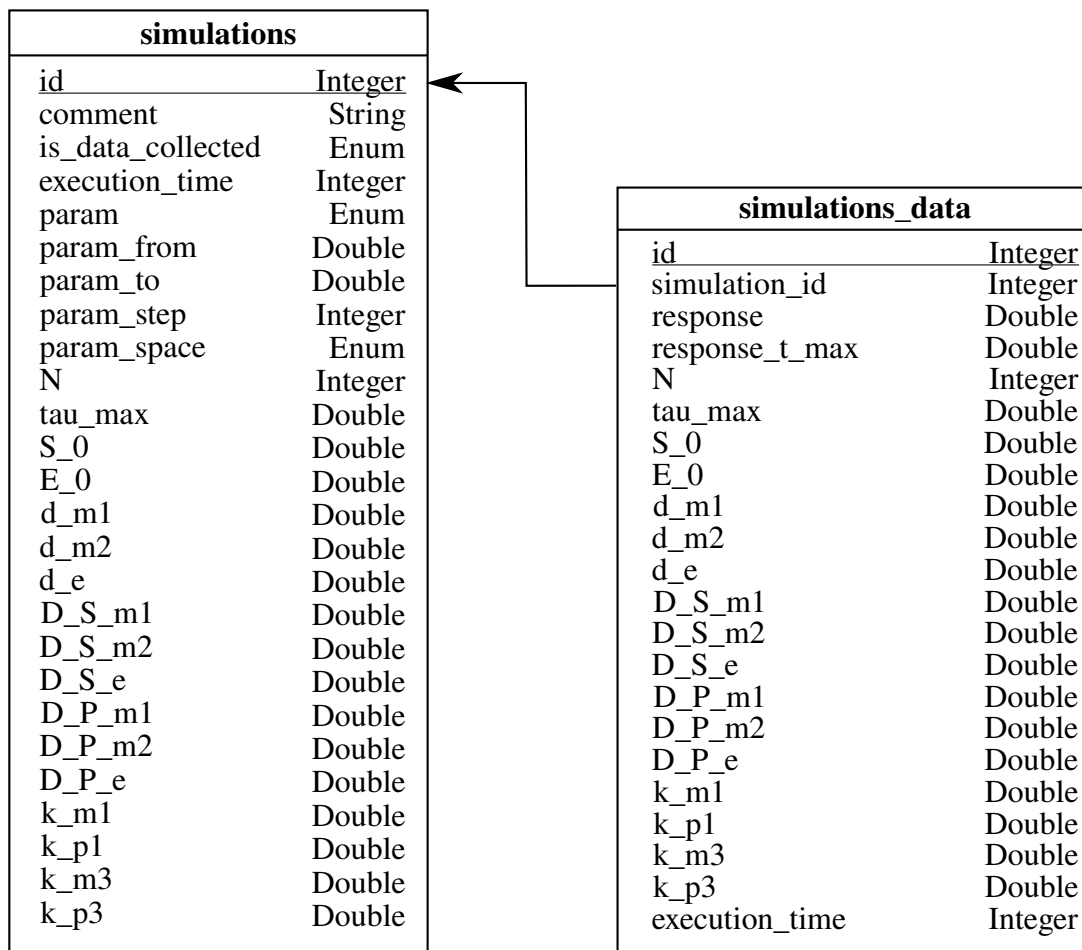 simulations
id Integer
comment String
is_data_collected Enum
execution_time Integer
param Enum
param_from Double
param_to Double
param_step Integer
param_space Enum
N Integer
tau_max Double
S_0 Double
E_0 Double
d_m1 Double
d_m2 Double
d_e Double
D_S_m1 Double
D_S_m2 Double
D_S_e Double
D_P_m1 Double
D_P_m2 Double
D_P_e Double
k_m1 Double
k_p1 Double
k_m3 Double
k_p3 Double
simulations_data
id Integer
simulation_id Integer
response Double
response_t_max Double
N Integer
tau_max Double
S_0 Double
E_0 Double
d_m1 Double
d_m2 Double
d_e Double
D_S_m1 Double
D_S_m2 Double
D_S_e Double
D_P_m1 Double
D_P_m2 Double
D_P_e Double
k_m1 Double
k_p1 Double
k_m3 Double
k_p3 Double
execution_time Integer